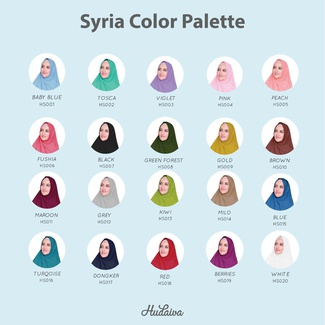 Syria Color Palette
BABY BLUE TOSCA VIOLET PINK PEACH
HS001 HS002 HS003 HS004 HS005
FUSHIA BLACK GREEN FOREST GOLD BROWN
HS006 HS007 HS008 HS009 HS010
MAROON GREY KIWI MILO BLUE
HS011 HS012 HS013 HS014 HS015
TURQOISE DONGKER RED BERRIES WHITE
HS016 HS017 HS018 HS019 HS020
Hudaiva